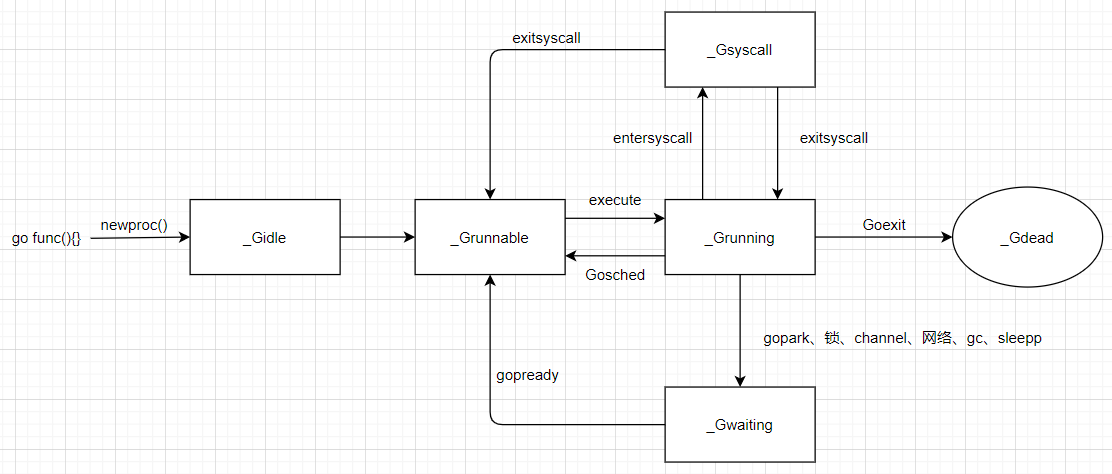 _Gsyscall
exitsyscall
entersyscall
exitsyscall
go func(){}
newproc()
_Gidle
_Grunnable
execute
Gosched
_Grunning
Goexit
_Gdead
gopark、锁、channel、网络、gc、sleepp
gopready
_Gwaiting